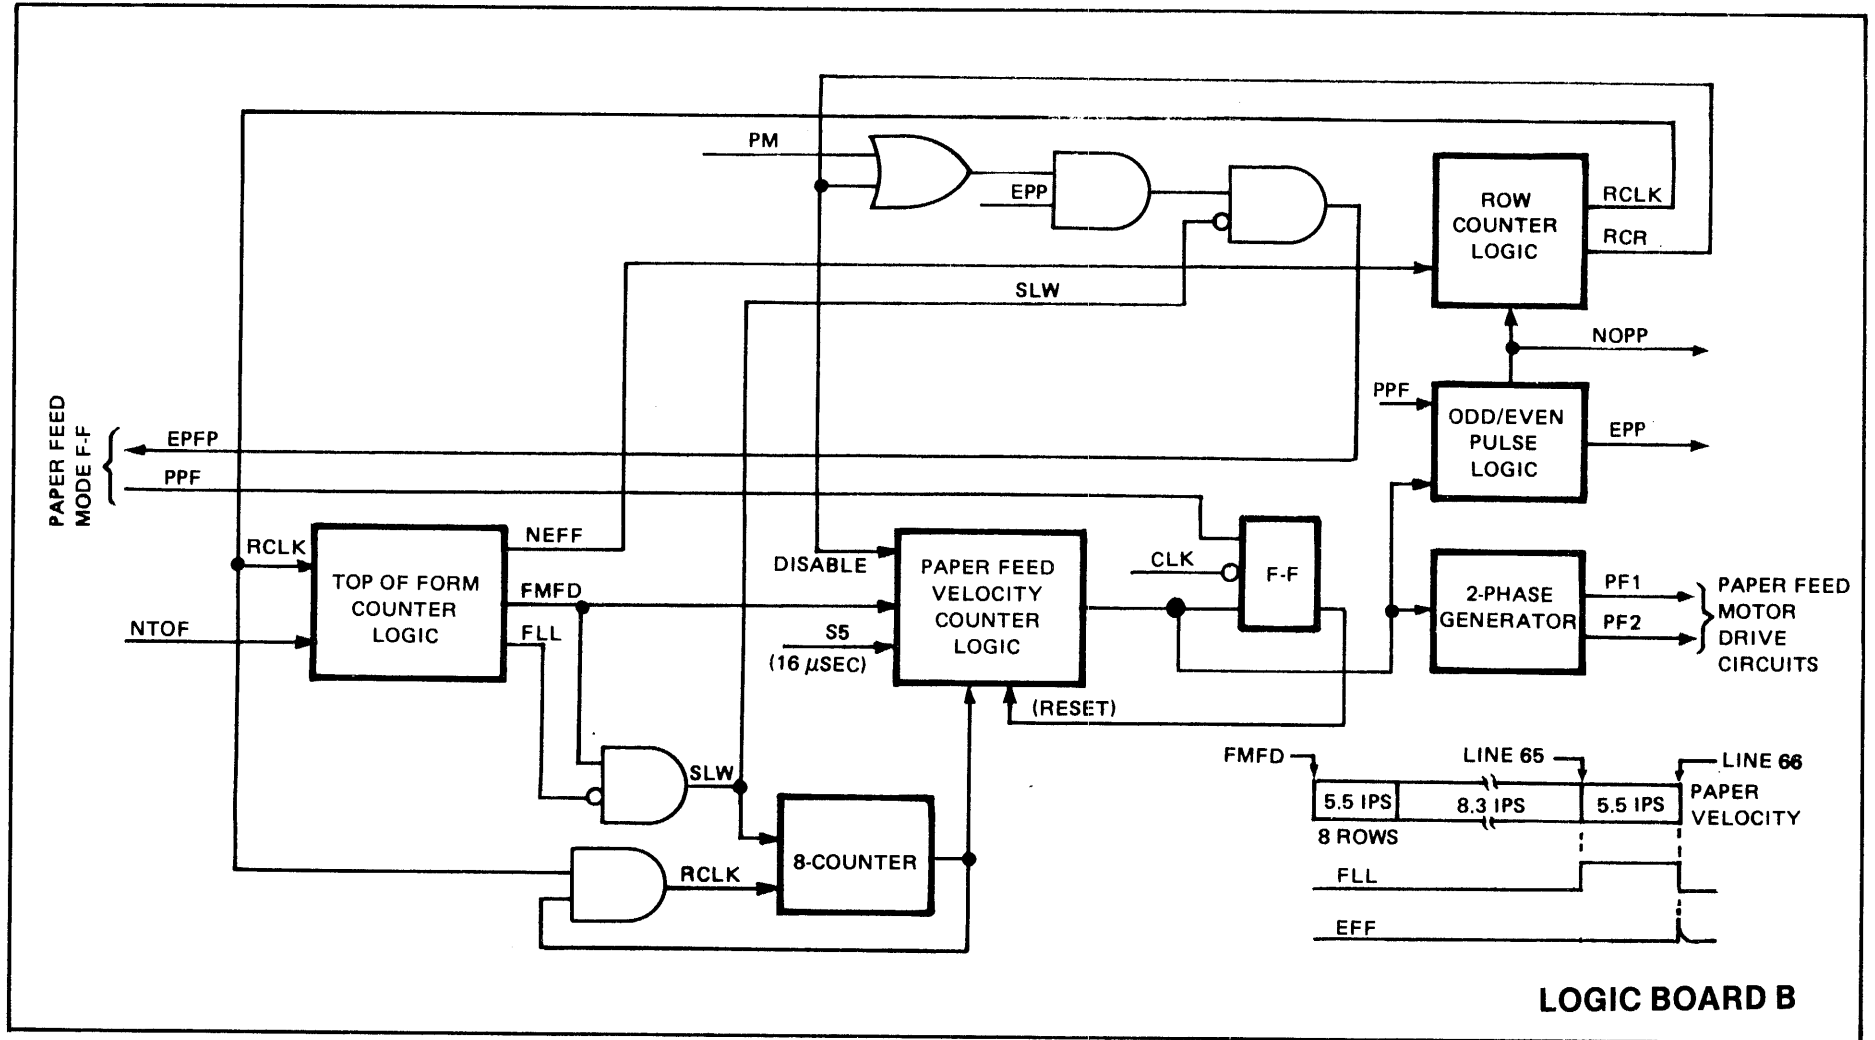 PM
EPP
ROW
COUNTER
LOGIC
RCLK
RCR
SLW
NOPP
PPF
ODD/EVEN
PULSE
LOGIC
EPP
PAPER FEED
MODE F-F
EPFP
PPF
RCLK
NTOF
TOP OF FORM
COUNTER
LOGIC
NEFF
FMFD
FLL
DISABLE
S5
(16 µSEC)
PAPER FEED
VELOCITY
COUNTER
LOGIC
(RESET)
CLK
F-F
2-PHASE
GENERATOR
PF1
PF2
PAPER FEED
MOTOR
DRIVE
CIRCUITS
SLW
RCLK
8-COUNTER
FMFD
LINE 65
LINE 66
5.5 IPS
8.3 IPS
5.5 IPS
PAPER
VELOCITY
8 ROWS
FLL
EFF
LOGIC BOARD B